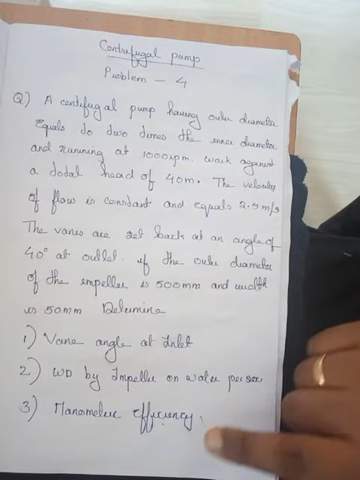 Centrifugal pump
Problem - 4
Q) A centifugal pump having outer diameter
equals to two times the inner diameter
and running at 1000rpm. work against
a total head of 40m. The velocity
of flow is constant and equals 2.5 m/s
The vanes are set back at an angle of
40° at outlet. if the outer diameter
of the impeller is 500mm and width
is 50mm Determine
1) Vane angle at Inlet
2) WD by Impeller on water per sec
3) Manometric efficiency.